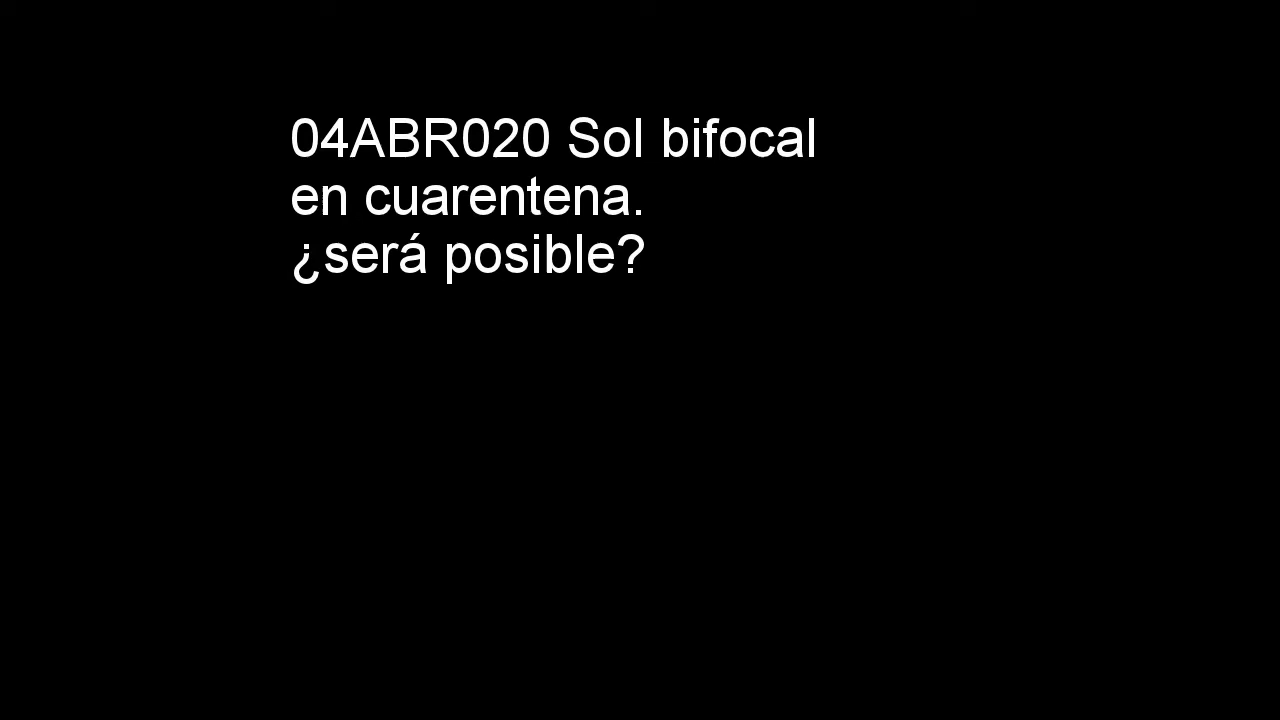 04ABR020 Sol bifocal
en cuarentena.
¿será posible?